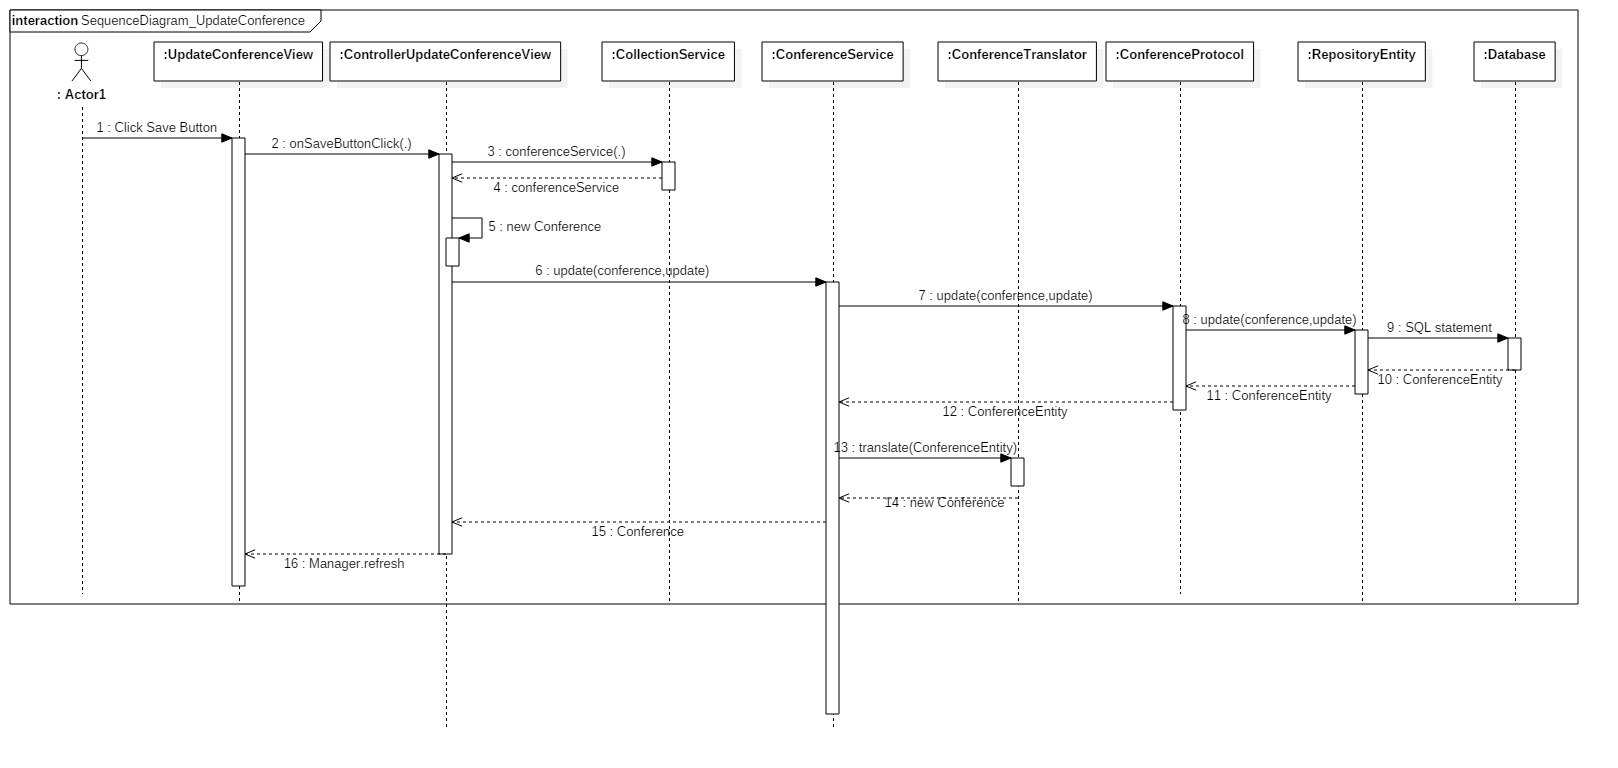 interaction SequenceDiagram_UpdateConference
: Actor1
:UpdateConferenceView
:ControllerUpdateConferenceView
:CollectionService
:ConferenceService
:ConferenceTranslator
:ConferenceProtocol
:RepositoryEntity
:Database
1 : Click Save Button
2 : onSaveButtonClick(.)
3 : conferenceService(.)
4 : conferenceService
5 : new Conference
6 : update(conference,update)
7 : update(conference,update)
8 : update(conference,update)
9 : SQL statement
10 : ConferenceEntity
11 : ConferenceEntity
12 : ConferenceEntity
13 : translate(ConferenceEntity)
14 : new Conference
15 : Conference
16 : Manager.refresh